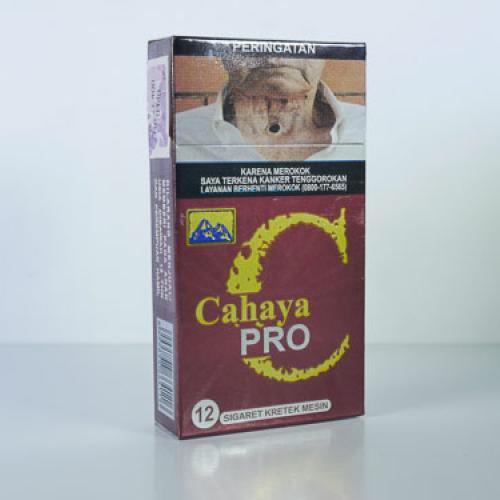 PERINGATAN
KARENA MEROKOK
SAYA TERKENA KANKER TENGGOROKAN
LAYANAN BERHENTI MEROKOK (0800-177-6565)
Cahaya
PRO
12 SIGARET KRETEK MESIN